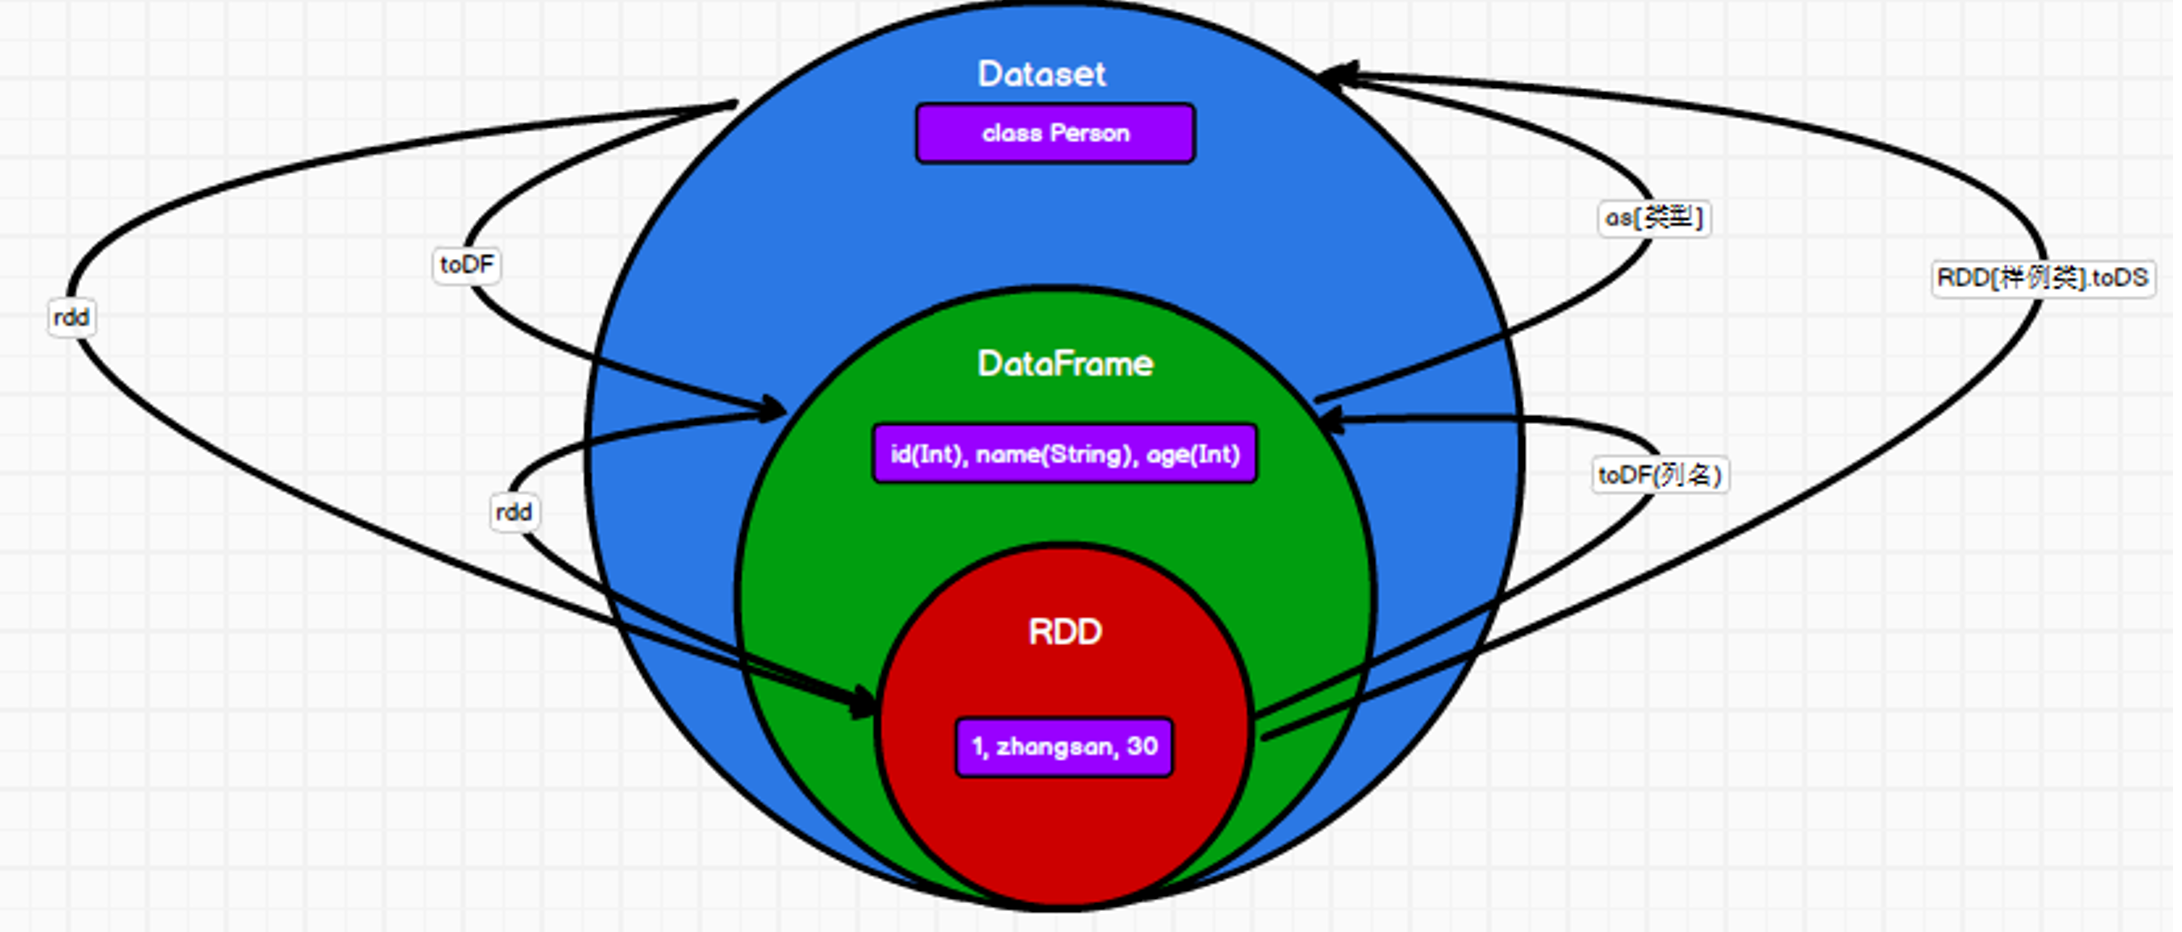 Dataset
class Person
as[类型]
toDF
RDD[样例类].toDS
rdd
DataFrame
id(Int), name(String), age(Int)
toDF(列名)
rdd
RDD
1, zhangsan, 30